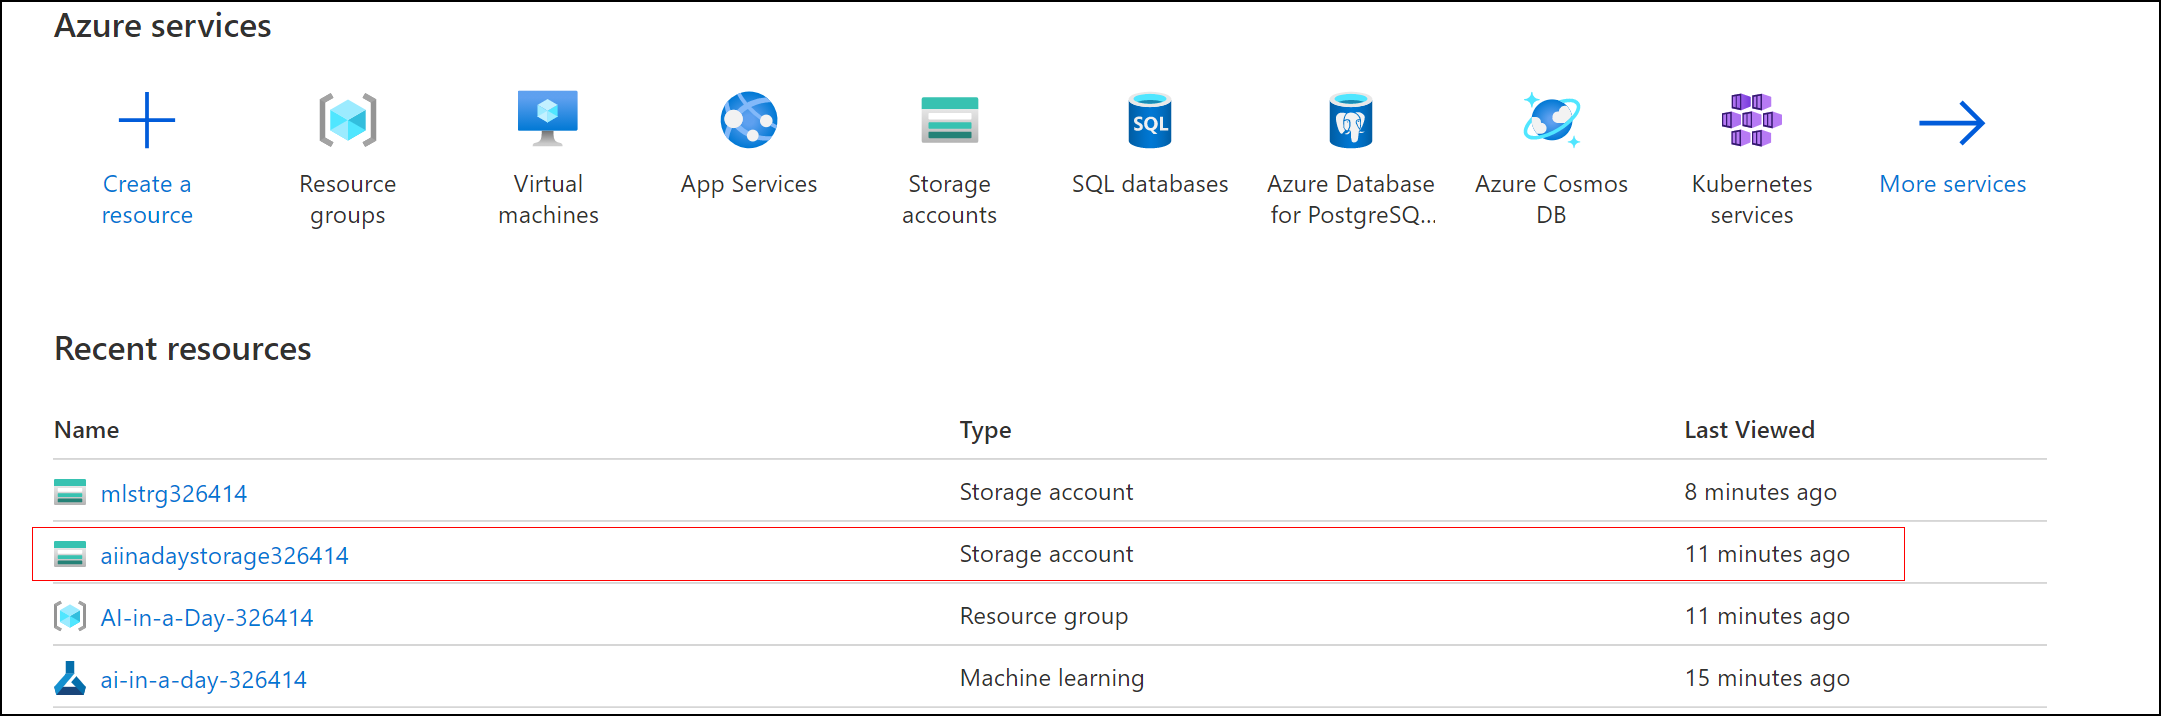 Azure services
Create a
resource
Resource
groups
Virtual
machines
App Services
Storage
accounts
SQL
SQL databases
Azure Database
for PostgreSQ...
Azure Cosmos
DB
Kubernetes
services
More services
Recent resources
Name Type Last Viewed
mlstrg326414 Storage account 8 minutes ago
aiinadaystorage326414 Storage account 11 minutes ago
AI-in-a-Day-326414 Resource group 11 minutes ago
ai-in-a-day-326414 Machine learning 15 minutes ago